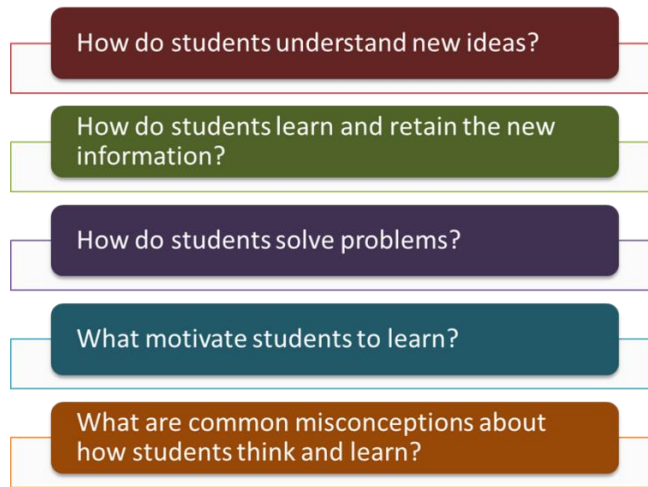 How do students understand new ideas?
How do students learn and retain the new
information?
How do students solve problems?
What motivate students to learn?
What are common misconceptions about
how students think and learn?